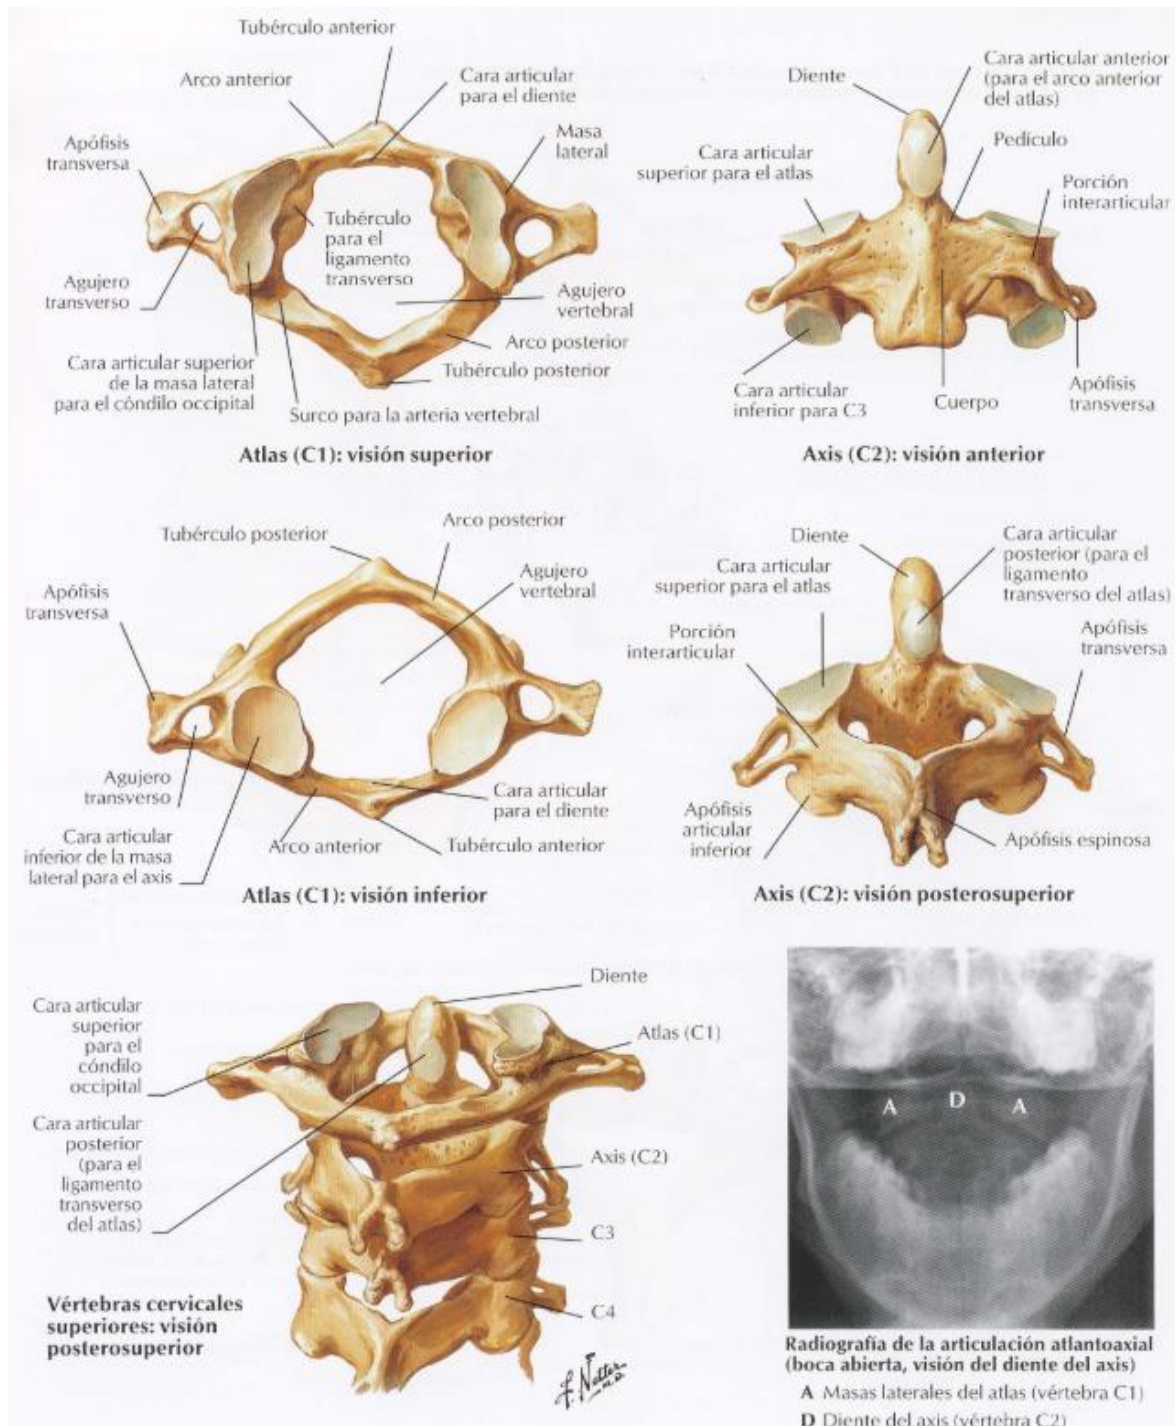 Tubérculo anterior
Arco anterior
Cara articular
para el diente
Apófisis
transversa
Masa
lateral
Tubérculo
para el
ligamento
transverso
Agujero
transverso
Agujero
vertebral
Arco posterior
Cara articular superior
de la masa lateral
para el cóndilo occipital
Tubérculo posterior
Surco para la arteria vertebral
Atlas (C1): visión superior
Diente
Cara articular anterior
(para el arco anterior
del atlas)
Pedículo
Cara articular
superior para el atlas
Porción
interarticular
Cara articular
inferior para C3
Cuerpo
Apófisis
transversa
Axis (C2): visión anterior
Tubérculo posterior
Arco posterior
Apófisis
transversa
Agujero
vertebral
Agujero
transverso
Cara articular
para el diente
Cara articular
inferior de la masa
lateral para el axis
Arco anterior
Tubérculo anterior
Atlas (C1): visión inferior
Diente
Cara articular
superior para el atlas
Cara articular
posterior (para el
ligamento
transverso del atlas)
Porción
interarticular
Apófisis
transversa
Apófisis
articular
inferior
Apófisis espinosa
Axis (C2): visión posterosuperior
Diente
Cara articular
superior
para el
cóndilo
occipital
Atlas (C1)
Cara articular
posterior
(para el
ligamento
transverso
del atlas)
Axis (C2)
C3
C4
Vértebras cervicales
superiores: visión
posterosuperior
F. Netter
M.D.
A D A
Radiografía de la articulación atlantoaxial
(boca abierta, visión del diente del axis)
A Masas laterales del atlas (vértebra C1)
D Diente del axis (vértebra C2)